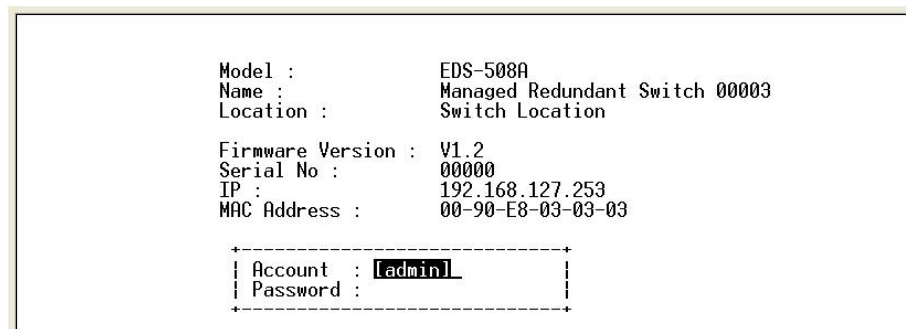 Model : EDS-508A
Name : Managed Redundant Switch 00003
Location : Switch Location
Firmware Version : V1.2
Serial No : 00000
IP : 192.168.127.253
MAC Address : 00-90-E8-03-03-03
+-----------------------------+
| Account : [admin]_ |
| Password : |
+-----------------------------+